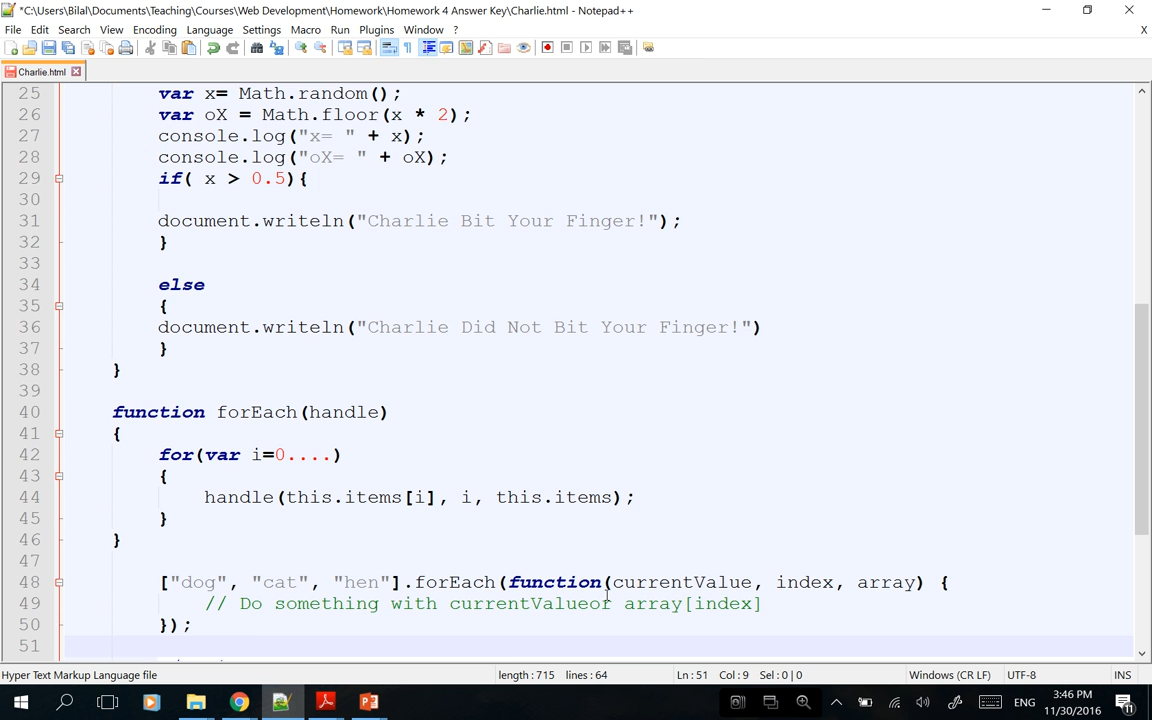 *C:\Users\Bilal\Documents\Teaching\Courses\Web Development\Homework\Homework 4 Answer Key\Charlie.html - Notepad++
File Edit Search View Encoding Language Settings Macro Run Plugins Window ? X
Charlie.html
25 var x= Math.random();
26 var oX = Math.floor(x * 2);
27 console.log("x= " + x);
28 console.log("oX= " + oX);
29 if( x > 0.5){
30
31 document.writeln("Charlie Bit Your Finger!");
32 }
33
34 else
35 {
36 document.writeln("Charlie Did Not Bit Your Finger!")
37 }
38 }
39
40 function forEach(handle)
41 {
42 for(var i=0....)
43 {
44 handle(this.items[i], i, this.items);
45 }
46 }
47
48 ["dog", "cat", "hen"].forEach(function(currentValue, index, array) {
49 // Do something with currentValueor array[index]
50 });
51
Hyper Text Markup Language file length : 715 lines : 64 Ln : 51 Col : 9 Sel : 0 | 0 Windows (CR LF) UTF-8 INS
ENG 3:46 PM
11/30/2016 11